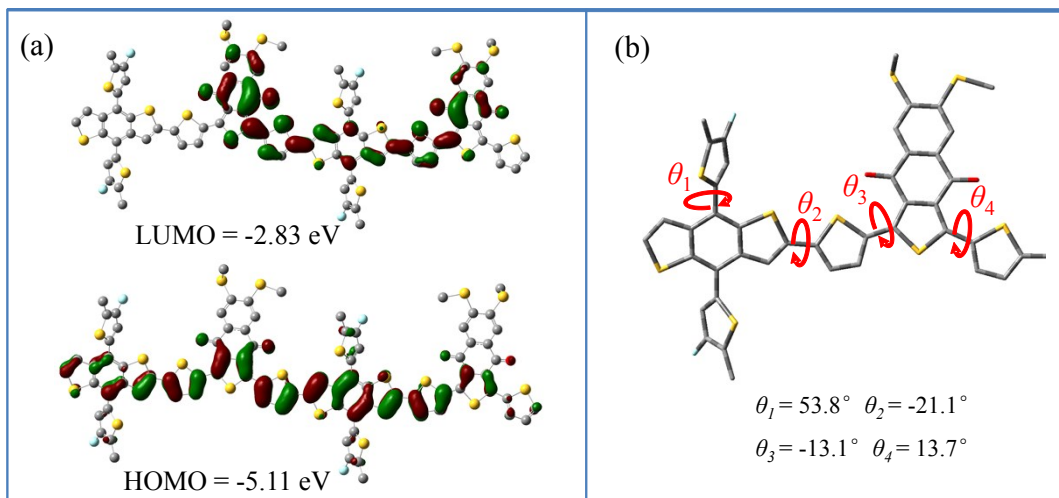 (a)
LUMO = -2.83 eV
HOMO = -5.11 eV
(b)
θ1
θ2
θ3
θ4
θ1 = 53.8° θ2 = -21.1°
θ3 = -13.1° θ4 = 13.7°